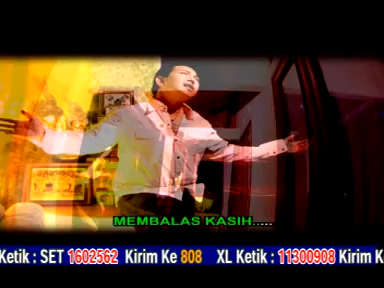 MEMBALAS KASIH.....
Ketik : SET 1602562 Kirim Ke 808 XL Ketik : 11300908 Kirim K